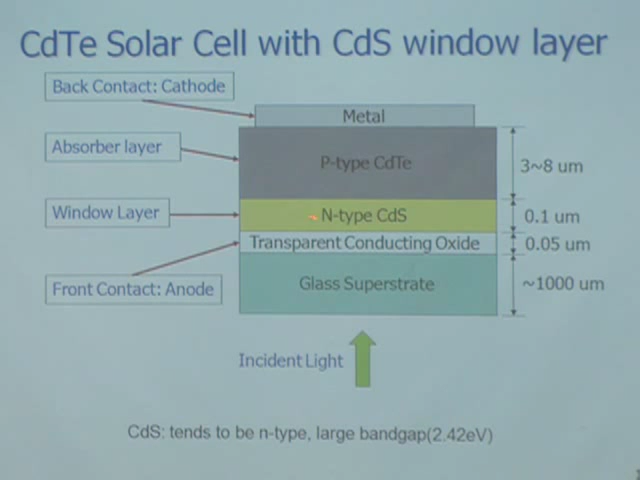 CdTe Solar Cell with CdS window layer
Back Contact: Cathode
Metal
Absorber layer
P-type CdTe
3~8 um
Window Layer
N-type CdS
0.1 um
Transparent Conducting Oxide
0.05 um
Front Contact: Anode
Glass Superstrate
~1000 um
Incident Light
CdS: tends to be n-type, large bandgap(2.42eV)